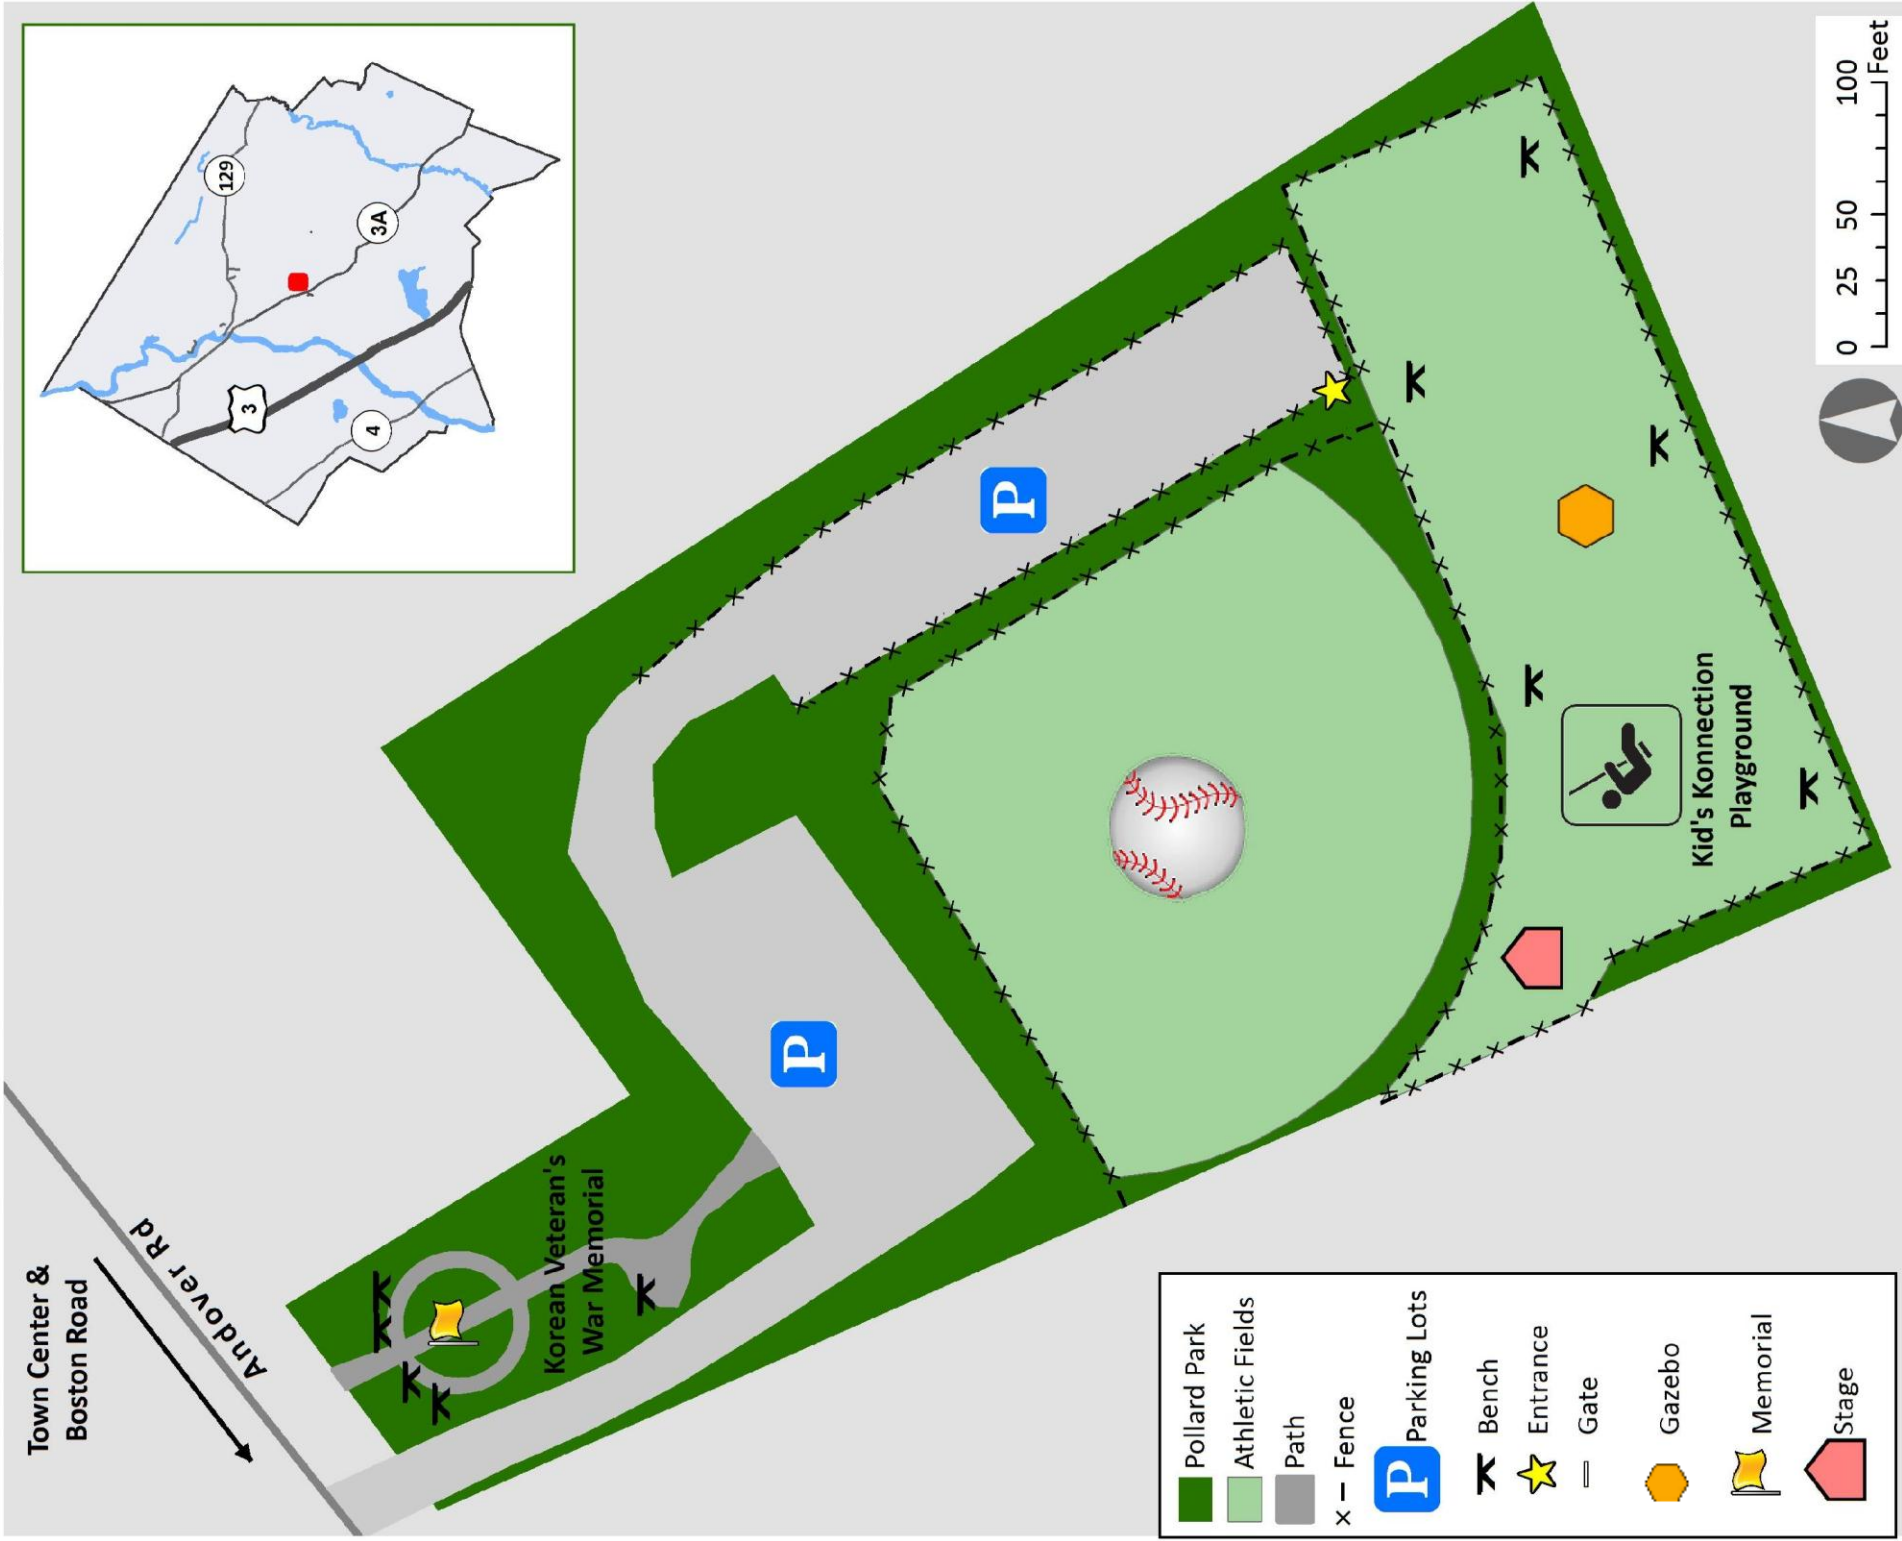 Town Center &
Boston Road
Andover Rd
129
3A
3
4
P
P
Korean Veteran's
War Memorial
Kid's Konnection
Playground
Pollard Park
Athletic Fields
Path
Fence
P Parking Lots
Bench
Entrance
Gate
Gazebo
Memorial
Stage
0 25 50 100
Feet